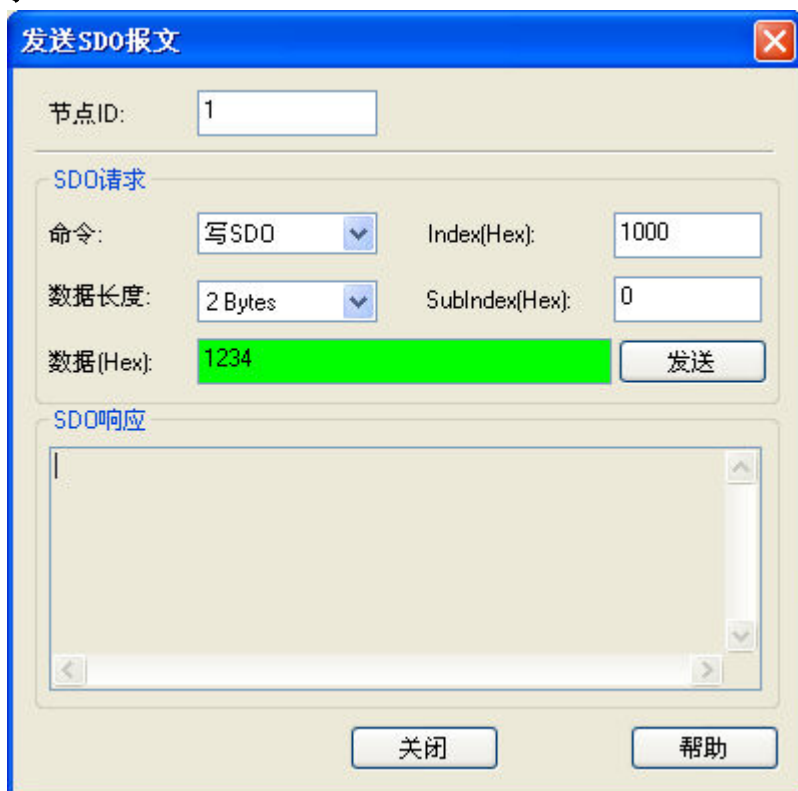 发送SDO报文
节点ID: 1
SDO请求
命令: 写SDO Index(Hex): 1000
数据长度: 2 Bytes SubIndex(Hex): 0
数据(Hex): 1234 发送
SDO响应
关闭 帮助